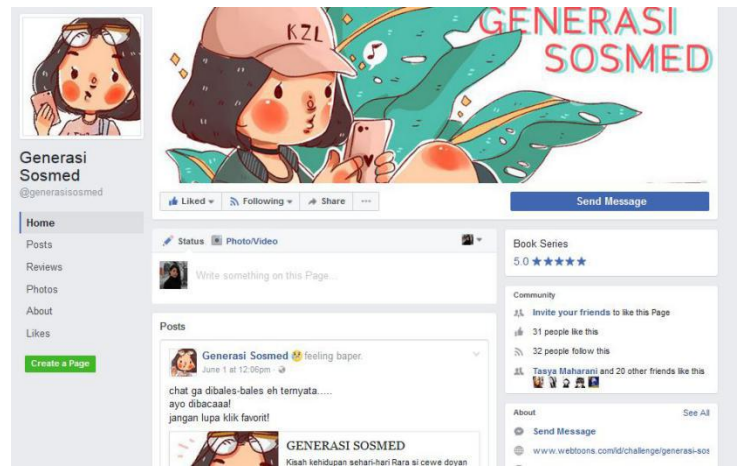 KZL
GENERASI
SOSMED
Generasi
Sosmed
@generasisosmed
Home
Posts
Reviews
Photos
About
Likes
Create a Page
Liked
Following
Share
Send Message
Status
Photo/Video
Write something on this Page...
Posts
Generasi Sosmed feeling baper.
June 1 at 12:06pm
chat ga dibales-bales eh ternyata.....
ayo dibacaaa!
jangan lupa klik favorit!
GENERASI SOSMED
Kisah kehidupan sehari-hari Rara si cewe doyan
Book Series
5.0 ★★★★★
Community
Invite your friends to like this Page
31 people like this
32 people follow this
Tasya Maharani and 20 other friends like this
About
See All
Send Message
www.webtoons.com/id/challenge/generasi-sos